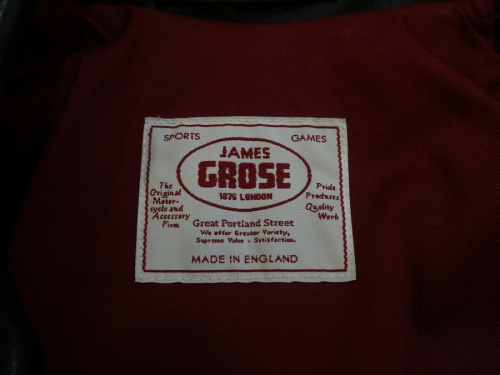 SPORTS GAMES
JAMES
GROSE
1876 LONDON
The
Original
Motor-
cycle and
Accessory
Firm
Pride
Produces
Quality
Work
Great Portland Street
We offer Greater Variety,
Supreme Value - Satisfaction.
MADE IN ENGLAND